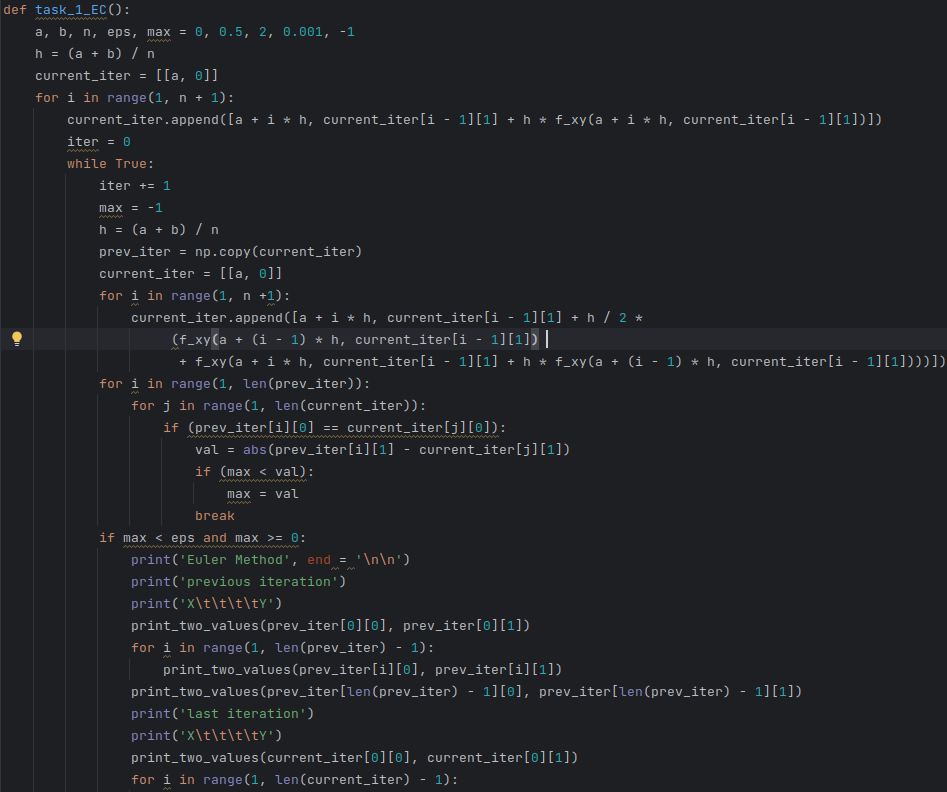 def task_1_EC():
    a, b, n, eps, max = 0, 0.5, 2, 0.001, -1
    h = (a + b) / n
    current_iter = [[a, 0]]
    for i in range(1, n + 1):
        current_iter.append([a + i * h, current_iter[i - 1][1] + h * f_xy(a + i * h, current_iter[i - 1][1])])
        iter = 0
        while True:
            iter += 1
            max = -1
            h = (a + b) / n
            prev_iter = np.copy(current_iter)
            current_iter = [[a, 0]]
            for i in range(1, n +1):
                current_iter.append([a + i * h, current_iter[i - 1][1] + h / 2 *
                     (f_xy(a + (i - 1) * h, current_iter[i - 1][1])
                      + f_xy(a + i * h, current_iter[i - 1][1] + h * f_xy(a + (i - 1) * h, current_iter[i - 1][1])))])
            for i in range(1, len(prev_iter)):
                for j in range(1, len(current_iter)):
                    if (prev_iter[i][0] == current_iter[j][0]):
                        val = abs(prev_iter[i][1] - current_iter[j][1])
                        if (max < val):
                            max = val
                        break
            if max < eps and max >= 0:
                print('Euler Method', end = '\n\n')
                print('previous iteration')
                print('X\t\t\t\tY')
                print_two_values(prev_iter[0][0], prev_iter[0][1])
                for i in range(1, len(prev_iter) - 1):
                    print_two_values(prev_iter[i][0], prev_iter[i][1])
                print_two_values(prev_iter[len(prev_iter) - 1][0], prev_iter[len(prev_iter) - 1][1])
                print('last iteration')
                print('X\t\t\t\tY')
                print_two_values(current_iter[0][0], current_iter[0][1])
                for i in range(1, len(current_iter) - 1):